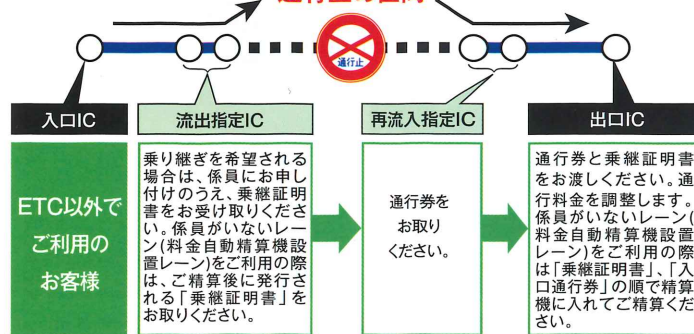 通行止
入口IC
流出指定IC
再流入指定IC
出口IC
ETC以外で
ご利用の
お客様
乗り継ぎを希望される
場合は、係員にお申し
付けのうえ、乗継証明
書をお受け取りくださ
い。係員がいないレー
ン(料金自動精算機設
置レーン)をご利用の際
は、ご精算後に発行さ
れる「乗継証明書」を
お取りください。
通行券を
お取り
ください。
通行券と乗継証明書
をお渡しください。通
行料金を調整します。
係員がいないレーン(
料金自動精算機設置
レーン)をご利用の際
は「乗継証明書」、「入
口通行券」の順で精算
機に入れてご精算くだ
さい。